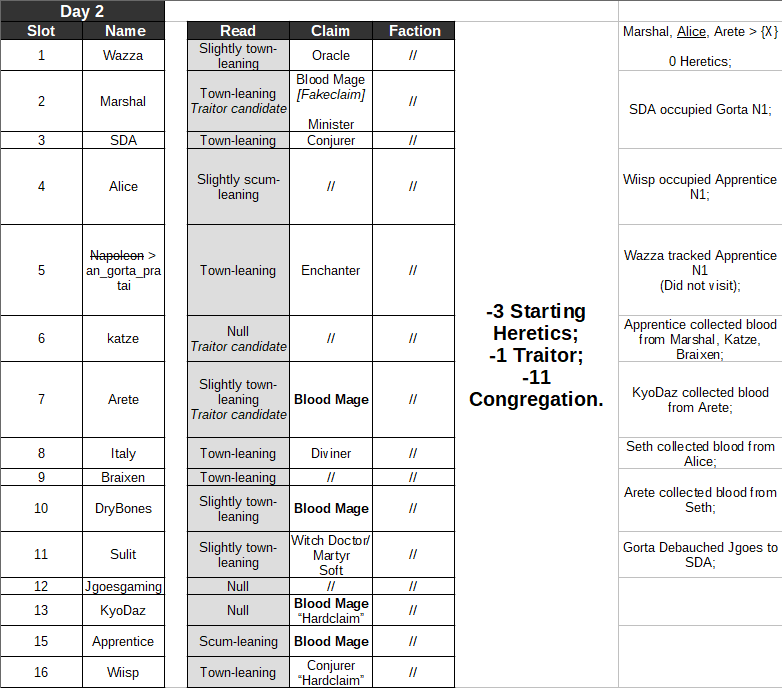 Day 2
Slot Name Read Claim Faction
1 Wazza Slightly town-
leaning Oracle //
2 Marshal Town-leaning
Traitor candidate Blood Mage
[Fakeclaim]
Minister //
3 SDA Town-leaning Conjurer //
4 Alice Slightly scum-
leaning // //
5 Napoleon >
an_gorta_pra
tai Town-leaning Enchanter //
6 katze Null
Traitor candidate // //
7 Arete Slightly town-
leaning
Traitor candidate Blood Mage //
8 Italy Town-leaning Diviner //
9 Braixen Town-leaning // //
10 DryBones Slightly town-
leaning Blood Mage //
11 Sulit Slightly town-
leaning Witch Doctor/
Martyr
Soft //
12 Jgoesgaming Null // //
13 KyoDaz Null Blood Mage
“Hardclaim” //
15 Apprentice Scum-leaning Blood Mage //
16 Wiisp Town-leaning Conjurer
“Hardclaim” //
-3 Starting
Heretics;
-1 Traitor;
-11
Congregation.
Marshal, Alice, Arete > {X}
0 Heretics;
SDA occupied Gorta N1;
Wiisp occupied Apprentice
N1;
Wazza tracked Apprentice
N1
(Did not visit);
Apprentice collected blood
from Marshal, Katze,
Braixen;
KyoDaz collected blood
from Arete;
Seth collected blood from
Alice;
Arete collected blood from
Seth;
Gorta Debauched Jgoes to
SDA;